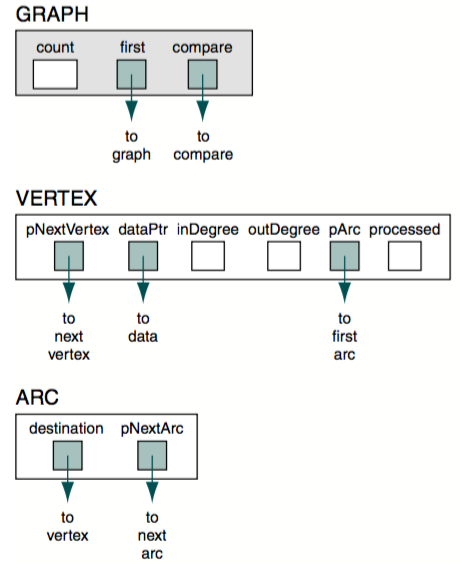 GRAPH
count first compare
to to
graph compare
VERTEX
pNextVertex dataPtr inDegree outDegree pArc processed
to to to
next data first
vertex arc
ARC
destination pNextArc
to to
vertex next
arc